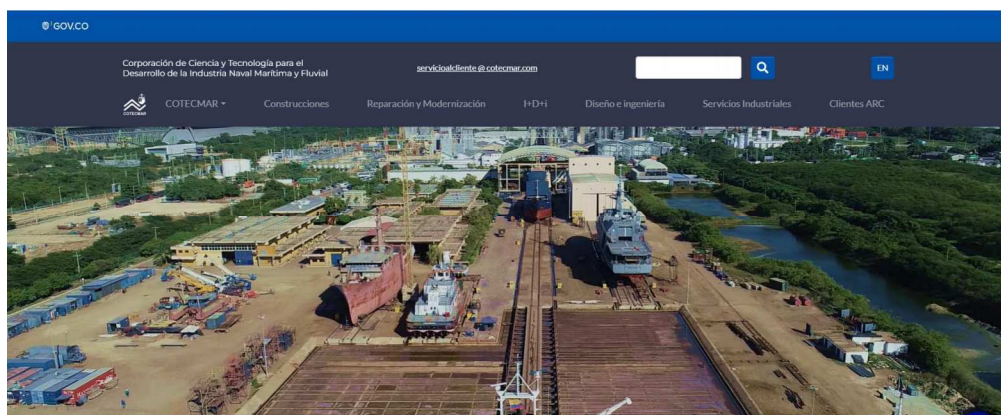 GOV.CO
Corporación de Ciencia y Tecnología para el
Desarrollo de la Industria Naval Marítima y Fluvial
servicioalcliente @ cotecmar.com
EN
COTECMAR
COTECMAR
Construcciones
Reparación y Modernización
I+D+i
Diseño e ingeniería
Servicios Industriales
Clientes ARC